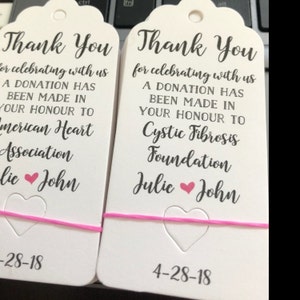 Thank You
for celebrating with us
A DONATION HAS
BEEN MADE IN
YOUR HONOUR TO
American Heart
Association
Julie John
4-28-18
Thank You
for celebrating with us
A DONATION HAS
BEEN MADE IN
YOUR HONOUR TO
Cystic Fibrosis
Foundation
Julie John
4-28-18